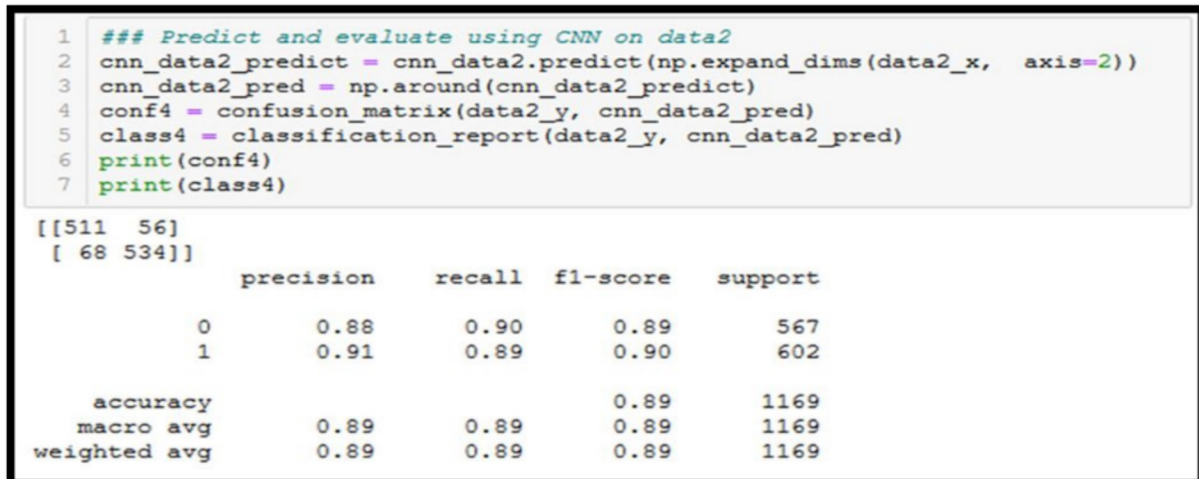 1 ### Predict and evaluate using CNN on data2
2 cnn_data2_predict = cnn_data2.predict(np.expand_dims(data2_x,  axis=2))
3 cnn_data2_pred = np.around(cnn_data2_predict)
4 conf4 = confusion_matrix(data2_y, cnn_data2_pred)
5 class4 = classification_report(data2_y, cnn_data2_pred)
6 print(conf4)
7 print(class4)
[[511  56]
 [ 68 534]]
              precision    recall  f1-score   support
           0       0.88      0.90      0.89       567
           1       0.91      0.89      0.90       602
    accuracy                           0.89      1169
   macro avg       0.89      0.89      0.89      1169
weighted avg       0.89      0.89      0.89      1169